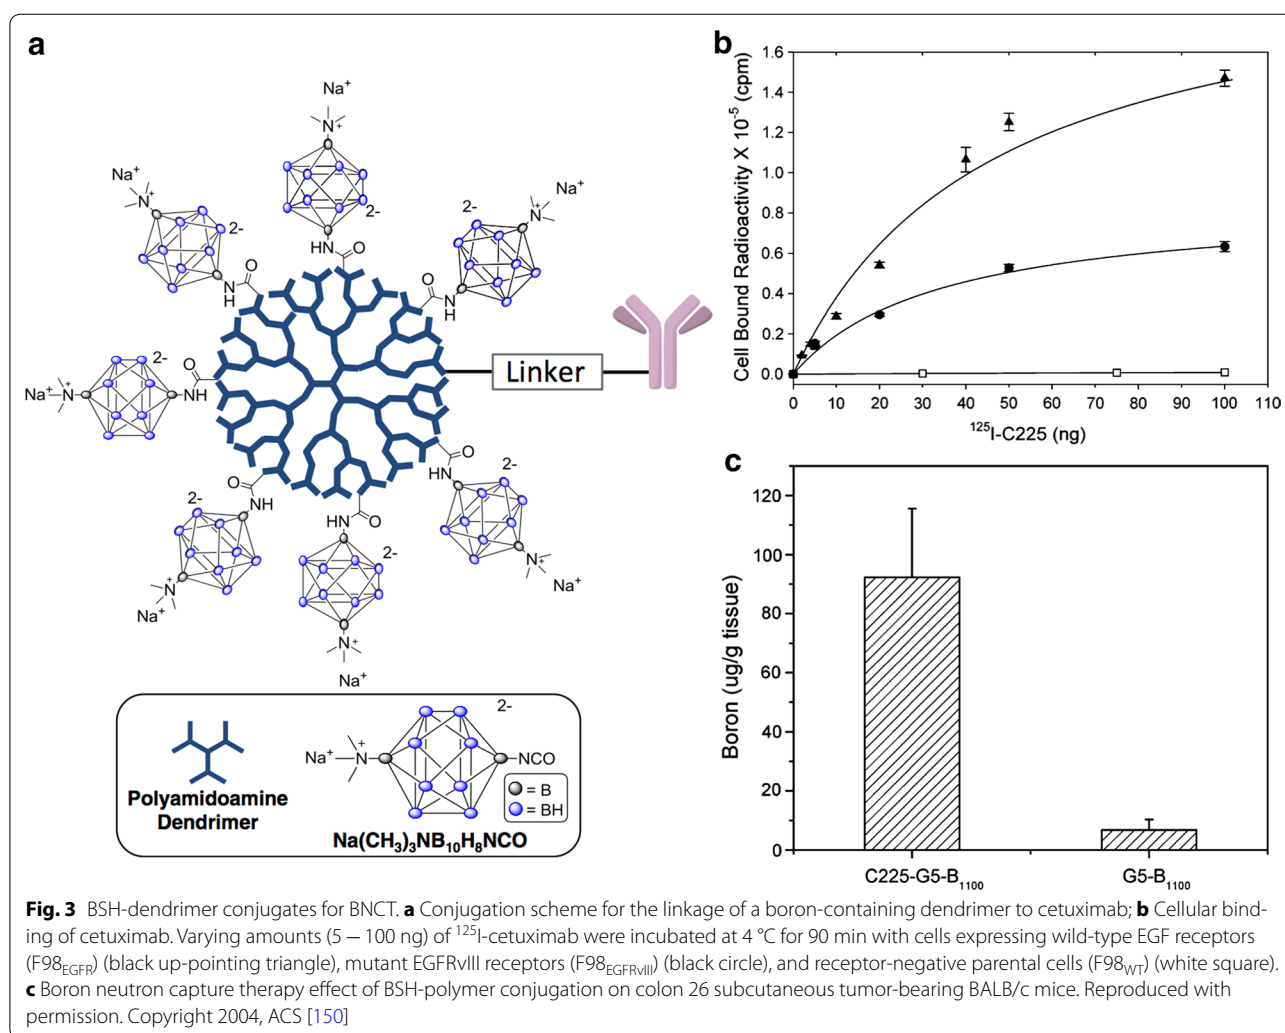 a
Na⁺
N⁺
2-
HN
O
Na⁺
N⁺
2-
O
N
H
Na⁺
N⁺
2-
O
N
H
Na⁺
N⁺
2-
O
NH
Na⁺
N⁺
2-
O
NH
Na⁺
N⁺
2-
NH
O
Na⁺
N⁺
2-
O
HN
Linker
Polyamidoamine
Dendrimer
2-
Na⁺
N⁺
NCO
= B
= BH
Na(CH₃)₃NB₁₀H₈NCO
b
Cell Bound Radioactivity X 10⁻⁵ (cpm)
1.6
1.4
1.2
1.0
0.8
0.6
0.4
0.2
0.0
0 10 20 30 40 50 60 70 80 90 100 110
¹²⁵I-C225 (ng)
c
Boron (ug/g tissue)
120
100
80
60
40
20
0
C225-G5-B₁₁₀₀ G5-B₁₁₀₀
Fig. 3 BSH-dendrimer conjugates for BNCT. a Conjugation scheme for the linkage of a boron-containing dendrimer to cetuximab; b Cellular bind-
ing of cetuximab. Varying amounts (5 – 100 ng) of ¹²⁵I-cetuximab were incubated at 4 °C for 90 min with cells expressing wild-type EGF receptors
(F98EGFR) (black up-pointing triangle), mutant EGFRvIII receptors (F98EGFRvIII) (black circle), and receptor-negative parental cells (F98WT) (white square).
c Boron neutron capture therapy effect of BSH-polymer conjugation on colon 26 subcutaneous tumor-bearing BALB/c mice. Reproduced with
permission. Copyright 2004, ACS [150]